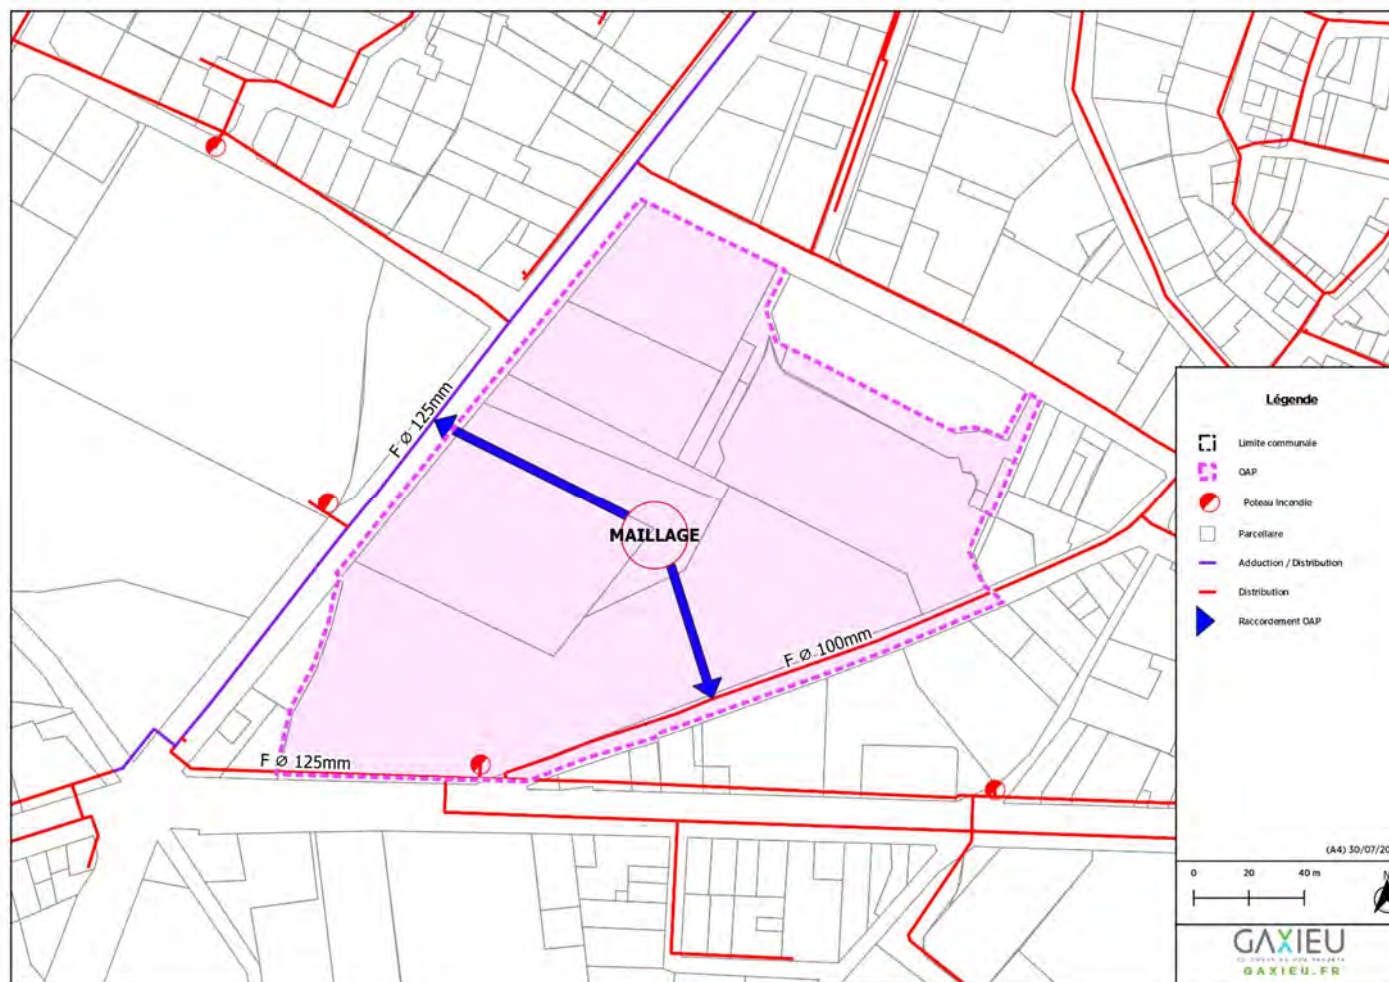 F Ø 125mm
MAILLAGE
F Ø 100mm
F Ø 125mm
Légende
Limite communale
OAP
Poteau Incendie
Parcellaire
Adduction / Distribution
Distribution
Raccordement OAP
(A4) 30/07/20
0 20 40 m
N
GAXIEU
GAXIEU.FR